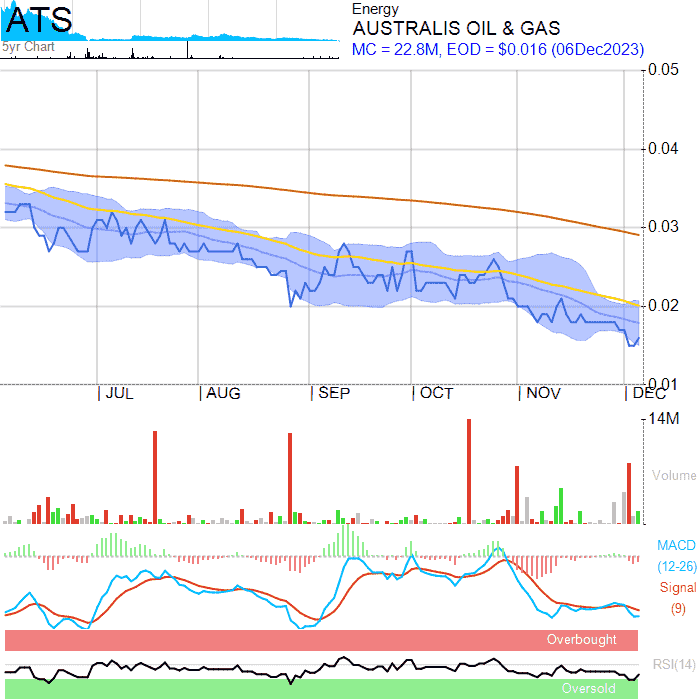 ATS
5yr Chart
Energy
AUSTRALIS OIL & GAS
MC = 22.8M, EOD = $0.016 (06Dec2023)
0.05
0.04
0.03
0.02
0.01
JUL
AUG
SEP
OCT
NOV
DEC
14M
Volume
MACD
(12-26)
Signal
(9)
Overbought
RSI(14)
Oversold